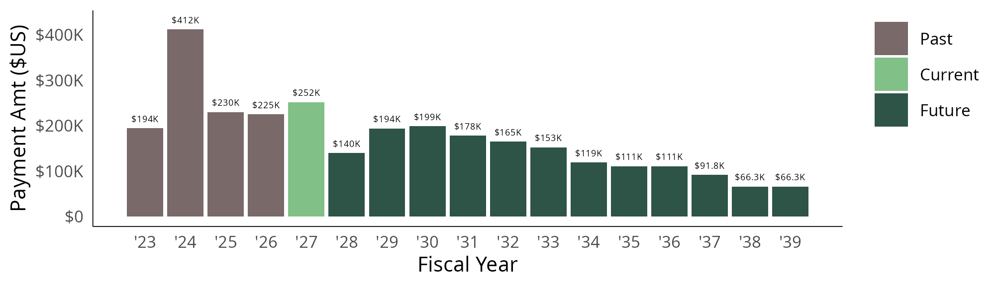 Payment Amt ($US)
$400K
$300K
$200K
$100K
$0
$194K
$412K
$230K
$225K
$252K
$140K
$194K
$199K
$178K
$165K
$153K
$119K
$111K
$111K
$91.8K
$66.3K
$66.3K
'23 '24 '25 '26 '27 '28 '29 '30 '31 '32 '33 '34 '35 '36 '37 '38 '39
Fiscal Year
Past
Current
Future